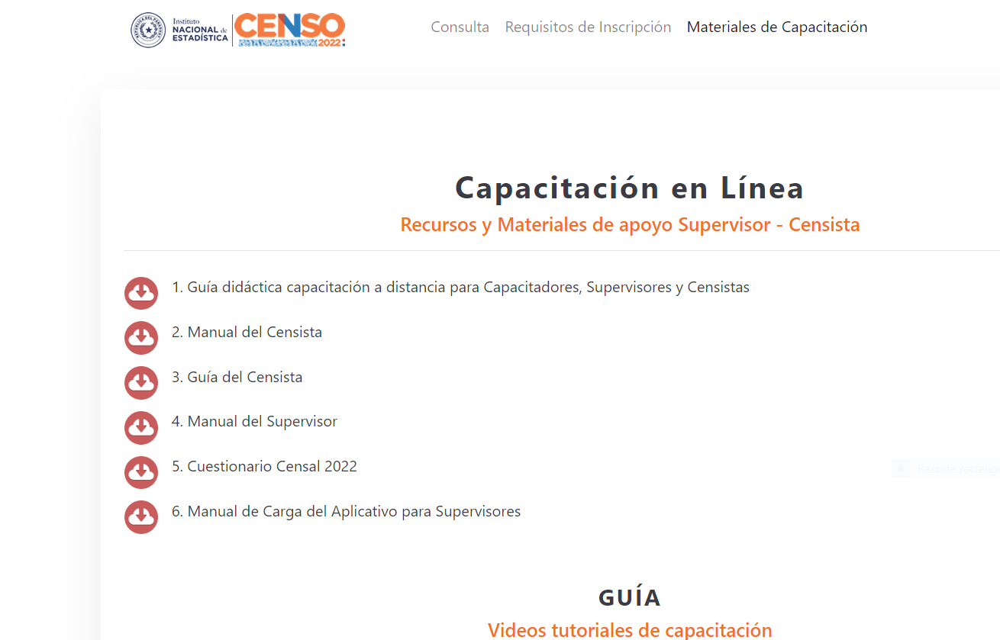 REPÚBLICA DEL PARAGUAY
Instituto
NACIONAL de
ESTADÍSTICA
CENSO
2022
Consulta
Requisitos de Inscripción
Materiales de Capacitación
Capacitación en Línea
Recursos y Materiales de apoyo Supervisor - Censista
1. Guía didáctica capacitación a distancia para Capacitadores, Supervisores y Censistas
2. Manual del Censista
3. Guía del Censista
4. Manual del Supervisor
5. Cuestionario Censal 2022
6. Manual de Carga del Aplicativo para Supervisores
Recorte
GUÍA
Videos tutoriales de capacitación